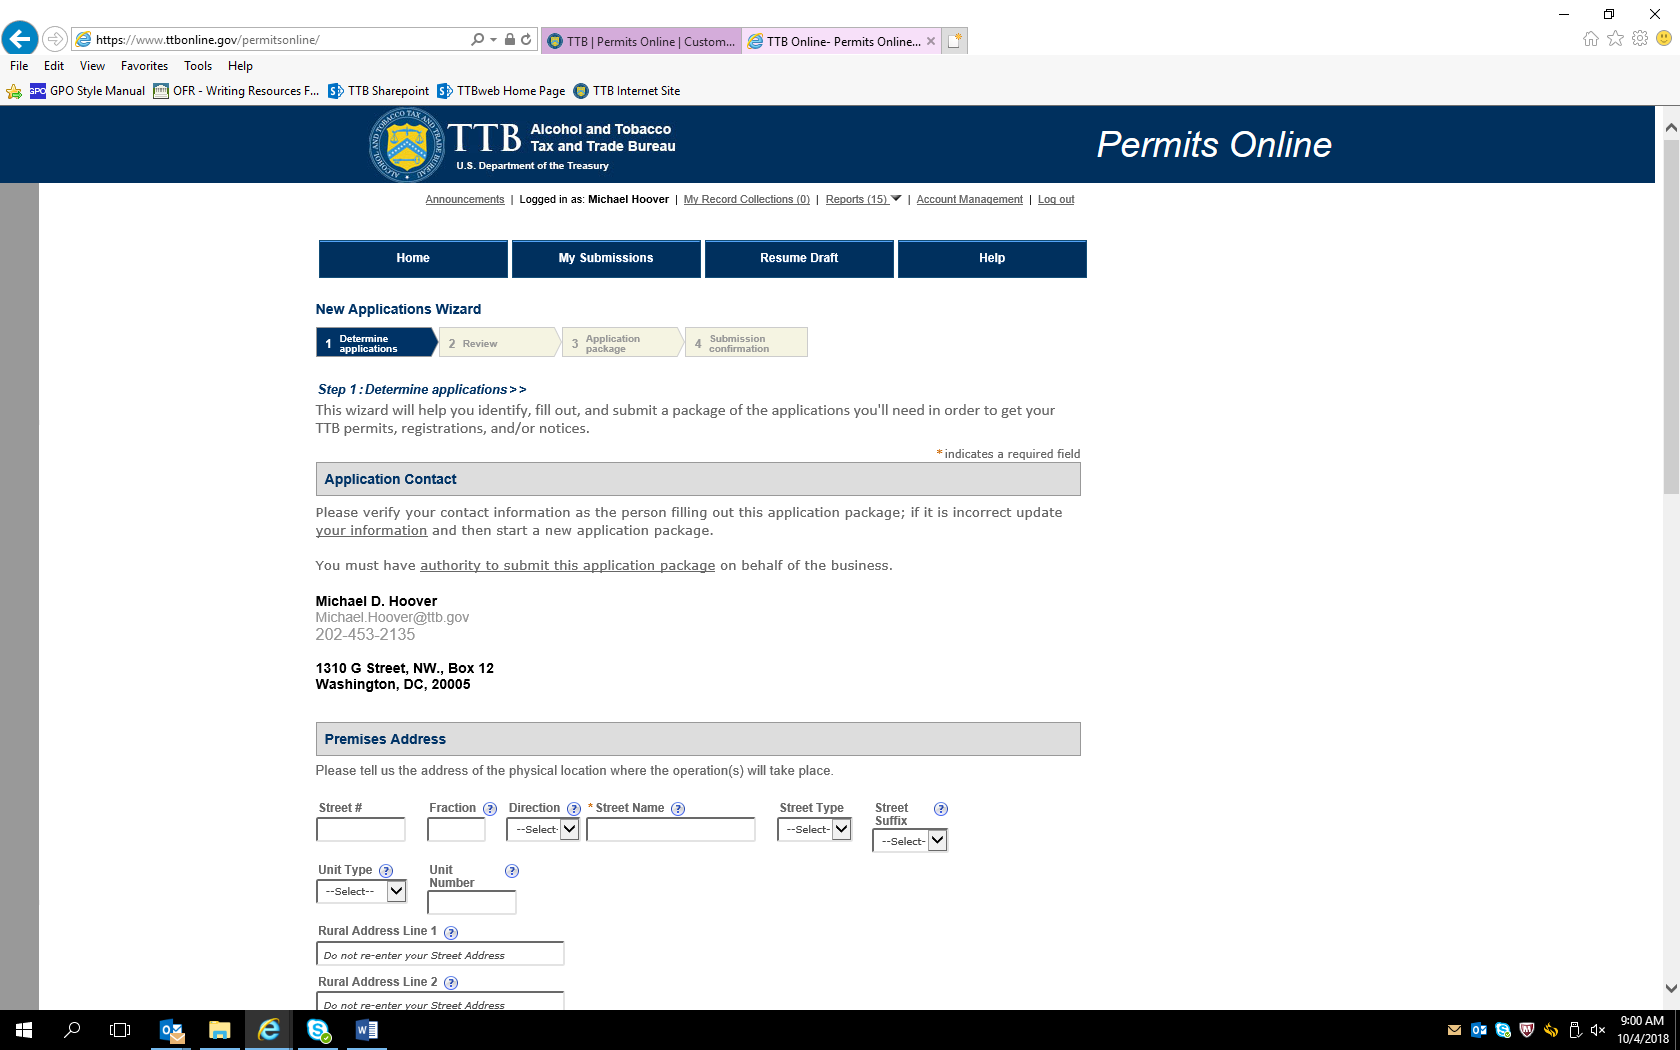 https://www.ttbonline.gov/permitsonline/
TTB | Permits Online | Custom...
TTB Online- Permits Online...
File Edit View Favorites Tools Help
GPO Style Manual OFR - Writing Resources F... TTB Sharepoint TTBweb Home Page TTB Internet Site
TTB Alcohol and Tobacco
Tax and Trade Bureau
U.S. Department of the Treasury
Permits Online
Announcements | Logged in as: Michael Hoover | My Record Collections (0) | Reports (15) | Account Management | Log out
Home My Submissions Resume Draft Help
New Applications Wizard
1 Determine applications 2 Review 3 Application package 4 Submission confirmation
Step 1: Determine applications>>
This wizard will help you identify, fill out, and submit a package of the applications you'll need in order to get your
TTB permits, registrations, and/or notices.
* indicates a required field
Application Contact
Please verify your contact information as the person filling out this application package; if it is incorrect update
your information and then start a new application package.
You must have authority to submit this application package on behalf of the business.
Michael D. Hoover
Michael.Hoover@ttb.gov
202-453-2135
1310 G Street, NW., Box 12
Washington, DC, 20005
Premises Address
Please tell us the address of the physical location where the operation(s) will take place.
Street # Fraction ? Direction ? * Street Name ? Street Type Street Suffix ?
--Select- --Select- --Select-
Unit Type ? Unit Number ?
--Select--
Rural Address Line 1 ?
Do not re-enter your Street Address
Rural Address Line 2 ?
Do not re-enter your Street Address
9:00 AM
10/4/2018